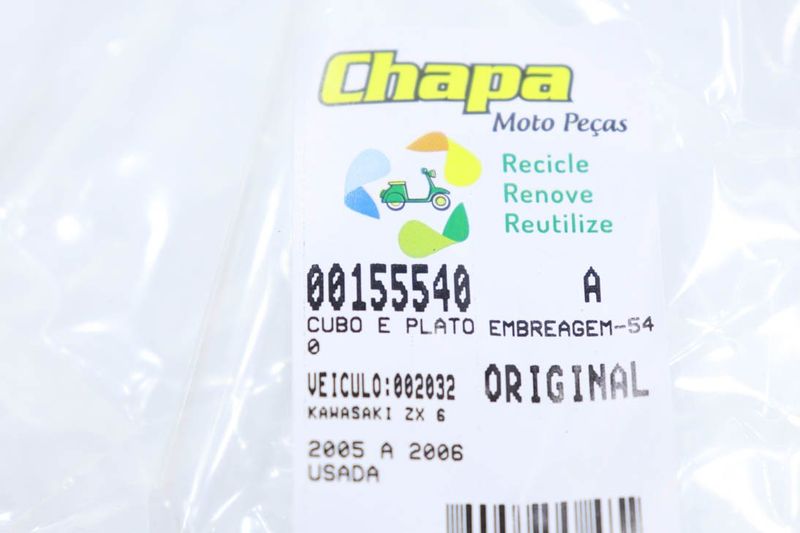 Chapa
Moto Peças
Recicle
Renove
Reutilize
00155540 A
CUBO E PLATO EMBREAGEM-54
0
VEICULO:002032 ORIGINAL
KAWASAKI ZX 6
2005 A 2006
USADA